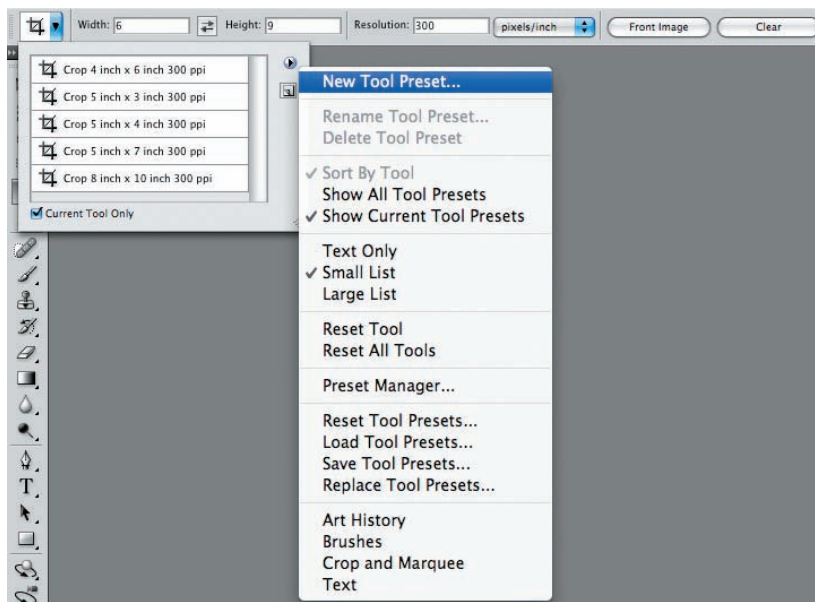 Width: 6 Height: 9 Resolution: 300 pixels/inch Front Image Clear
Crop 4 inch x 6 inch 300 ppi
Crop 5 inch x 3 inch 300 ppi
Crop 5 inch x 4 inch 300 ppi
Crop 5 inch x 7 inch 300 ppi
Crop 8 inch x 10 inch 300 ppi
Current Tool Only
New Tool Preset...
Rename Tool Preset...
Delete Tool Preset
Sort By Tool
Show All Tool Presets
Show Current Tool Presets
Text Only
Small List
Large List
Reset Tool
Reset All Tools
Preset Manager...
Reset Tool Presets...
Load Tool Presets...
Save Tool Presets...
Replace Tool Presets...
Art History
Brushes
Crop and Marquee
Text